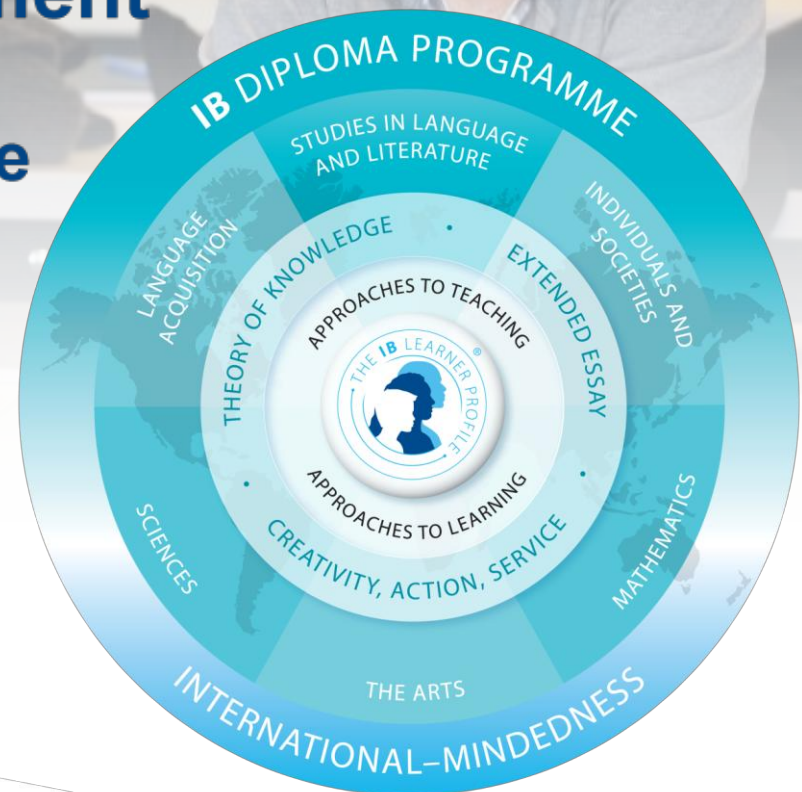 ment
e
IB DIPLOMA PROGRAMME
STUDIES IN LANGUAGE
AND LITERATURE
LANGUAGE
ACQUISITION
INDIVIDUALS AND
SOCIETIES
THEORY OF KNOWLEDGE
EXTENDED ESSAY
APPROACHES TO TEACHING
THE IB LEARNER PROFILE ®
APPROACHES TO LEARNING
CREATIVITY, ACTION, SERVICE
SCIENCES
MATHEMATICS
THE ARTS
INTERNATIONAL–MINDEDNESS